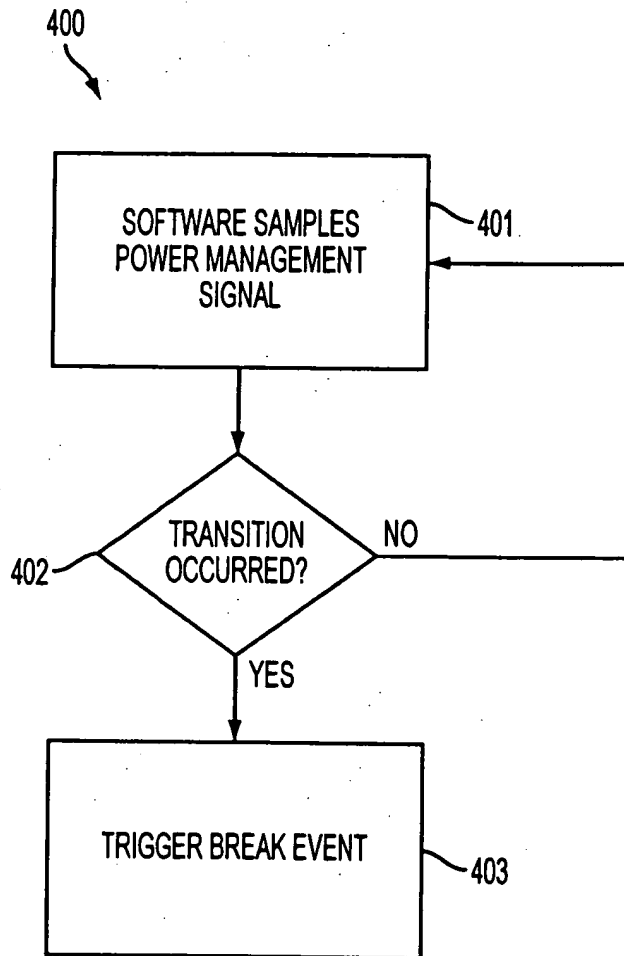 400
SOFTWARE SAMPLES
POWER MANAGEMENT
SIGNAL
401
TRANSITION
OCCURRED?
NO
402
YES
TRIGGER BREAK EVENT
403